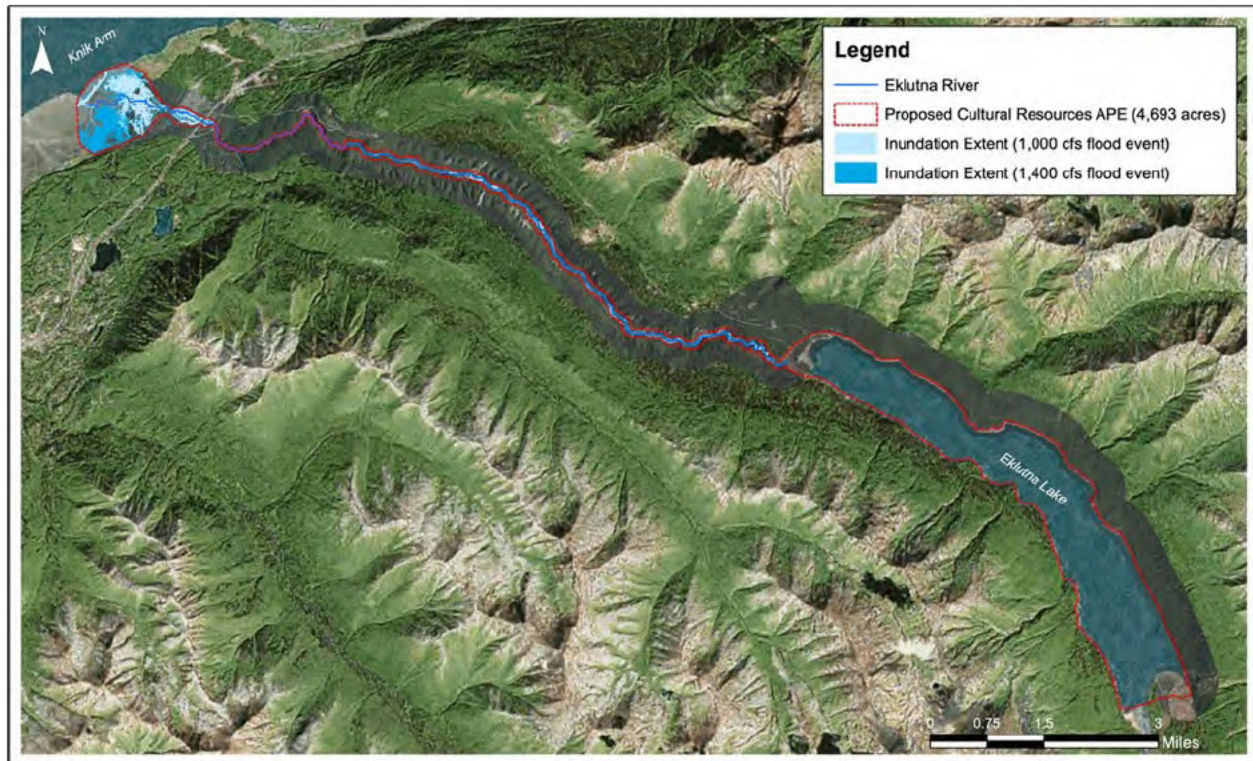 N
Knik Arm
Legend
Eklutna River
Proposed Cultural Resources APE (4,693 acres)
Inundation Extent (1,000 cfs flood event)
Inundation Extent (1,400 cfs flood event)
Eklutna Lake
0 0.75 1.5 3
Miles